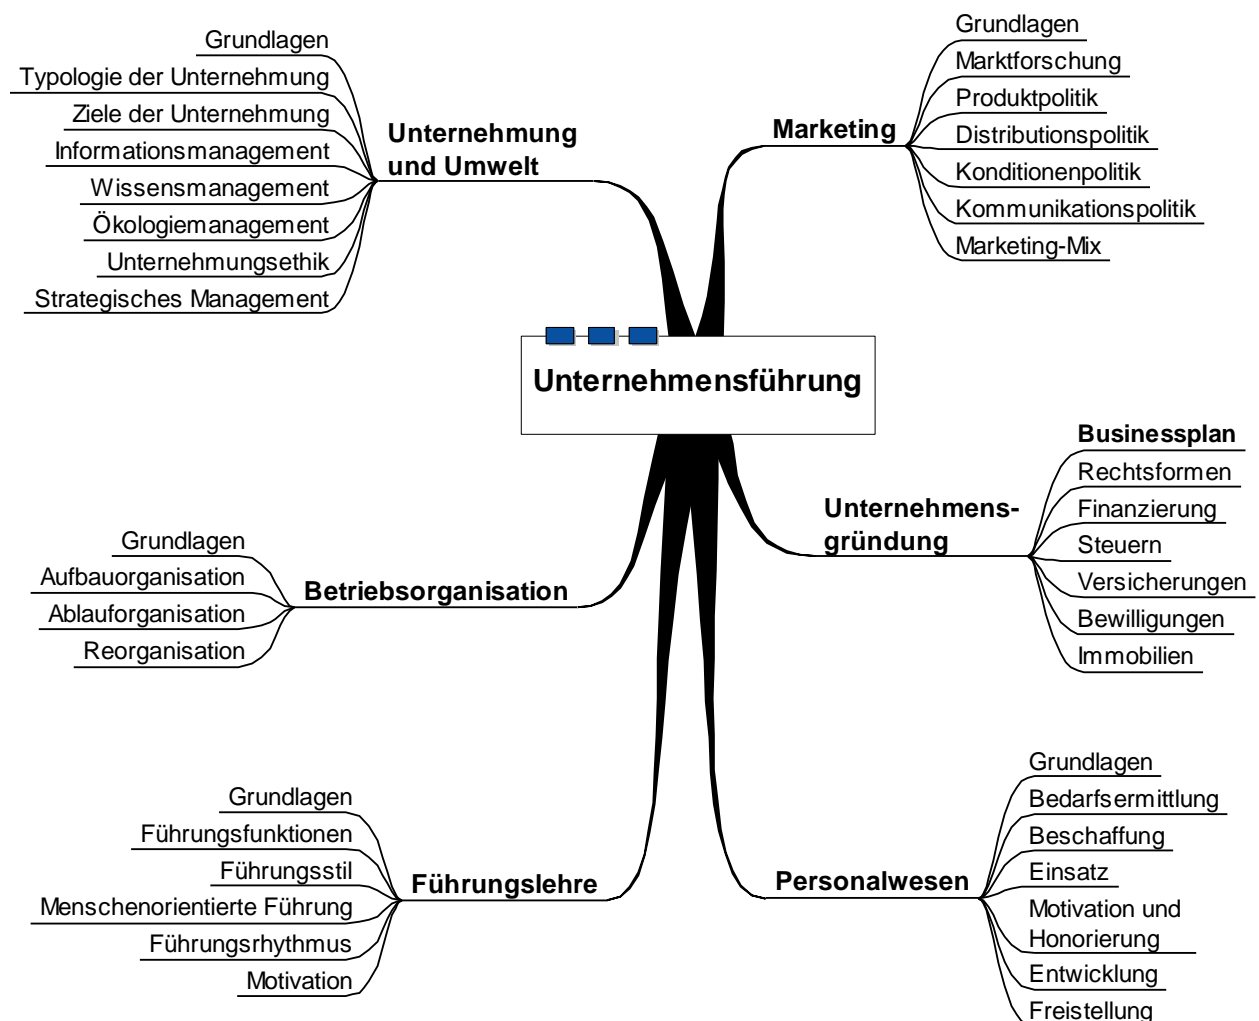 Unternehmensführung
Unternehmung
und Umwelt
Grundlagen
Typologie der Unternehmung
Ziele der Unternehmung
Informationsmanagement
Wissensmanagement
Ökologiemanagement
Unternehmungsethik
Strategisches Management
Marketing
Grundlagen
Marktforschung
Produktpolitik
Distributionspolitik
Konditionenpolitik
Kommunikationspolitik
Marketing-Mix
Unternehmens-
gründung
Businessplan
Rechtsformen
Finanzierung
Steuern
Versicherungen
Bewilligungen
Immobilien
Betriebsorganisation
Grundlagen
Aufbauorganisation
Ablauforganisation
Reorganisation
Führungslehre
Grundlagen
Führungsfunktionen
Führungsstil
Menschenorientierte Führung
Führungsrhythmus
Motivation
Personalwesen
Grundlagen
Bedarfsermittlung
Beschaffung
Einsatz
Motivation und
Honorierung
Entwicklung
Freistellung